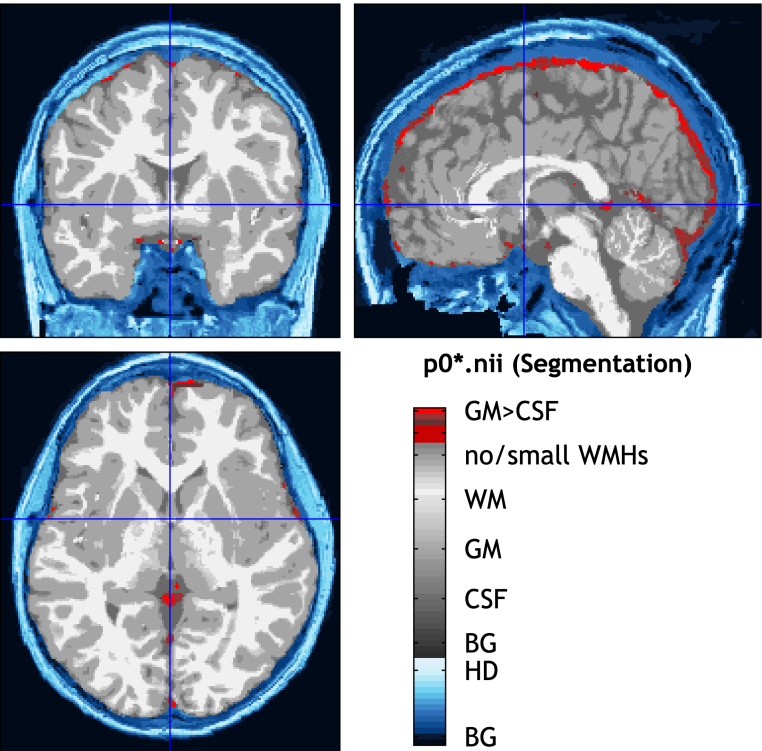 p0*.nii (Segmentation)
GM>CSF
no/small WMHs
WM
GM
CSF
BG
HD
BG